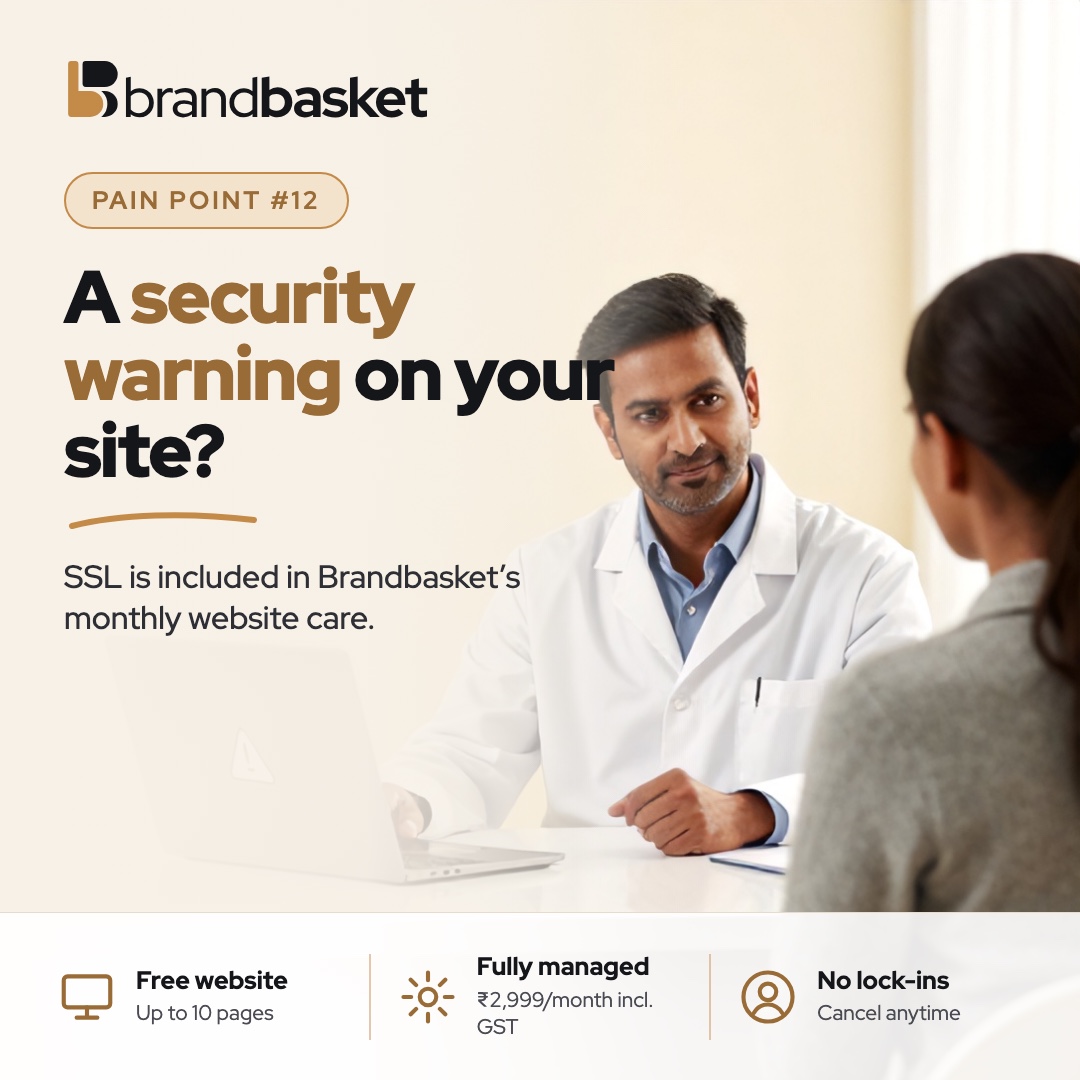 brandbasket
PAIN POINT #12
A security
warning on your
site?
SSL is included in Brandbasket’s
monthly website care.
Free website
Up to 10 pages
Fully managed
₹2,999/month incl.
GST
No lock-ins
Cancel anytime